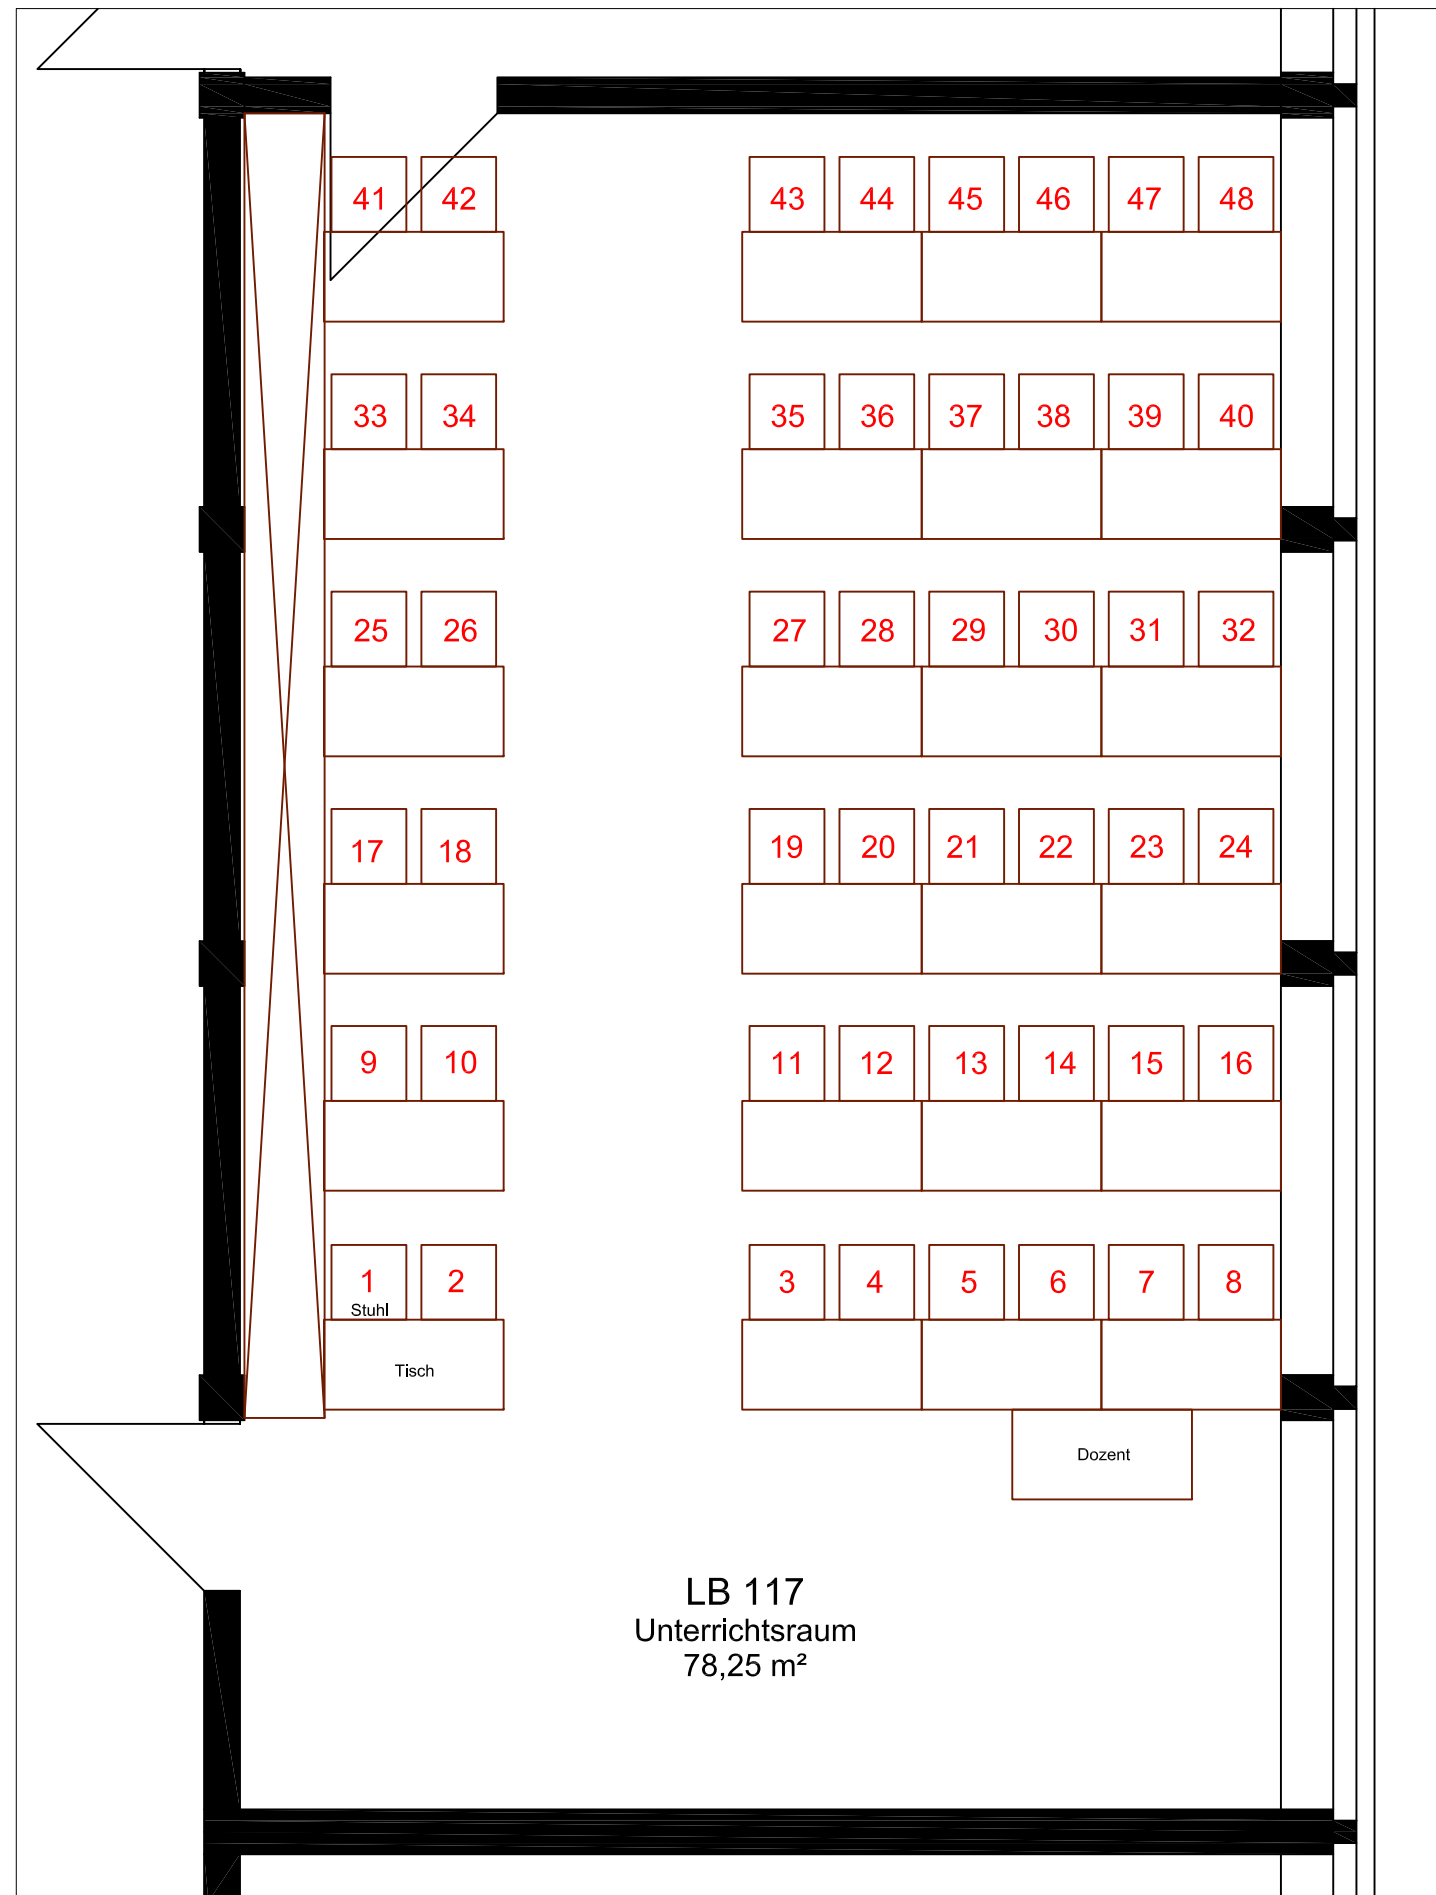 41 42 43 44 45 46 47 48
33 34 35 36 37 38 39 40
25 26 27 28 29 30 31 32
17 18 19 20 21 22 23 24
9 10 11 12 13 14 15 16
1 2 3 4 5 6 7 8
Stuhl
Tisch
Dozent
LB 117
Unterrichtsraum
78,25 m²